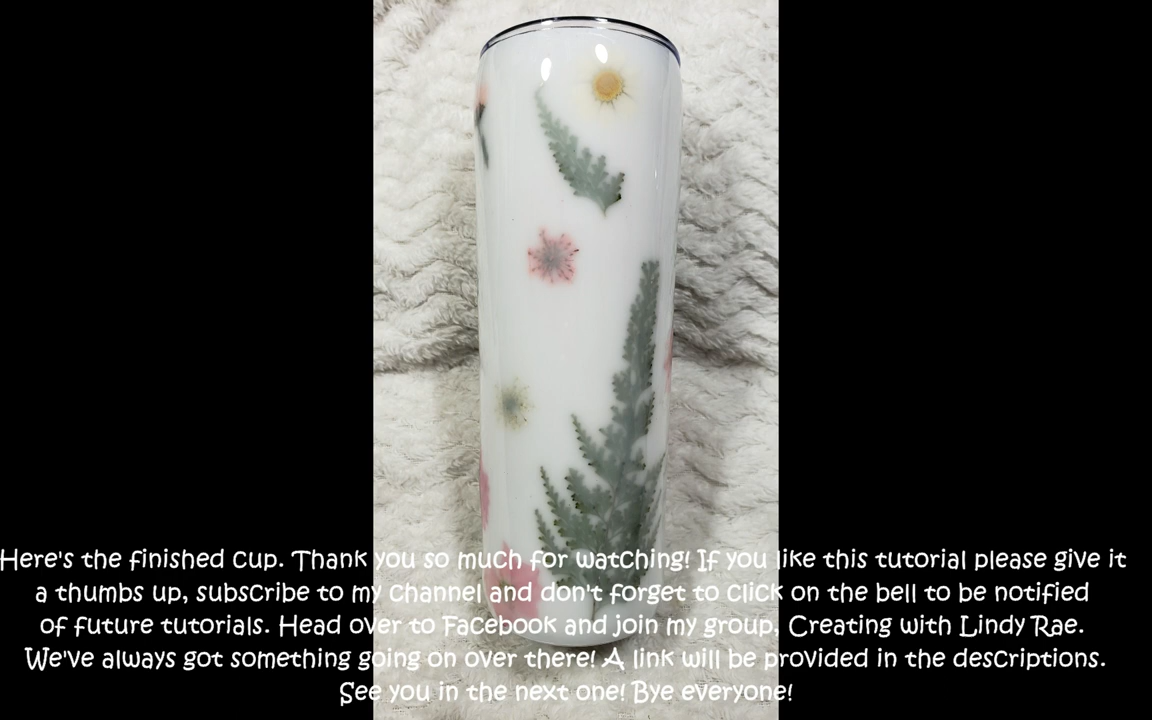 Here's the finished cup. Thank you so much for watching! If you like this tutorial please give it
a thumbs up, subscribe to my channel and don't forget to click on the bell to be notified
of future tutorials. Head over to Facebook and join my group, Creating with Lindy Rae.
We've always got something going on over there! A link will be provided in the descriptions.
See you in the next one! Bye everyone!